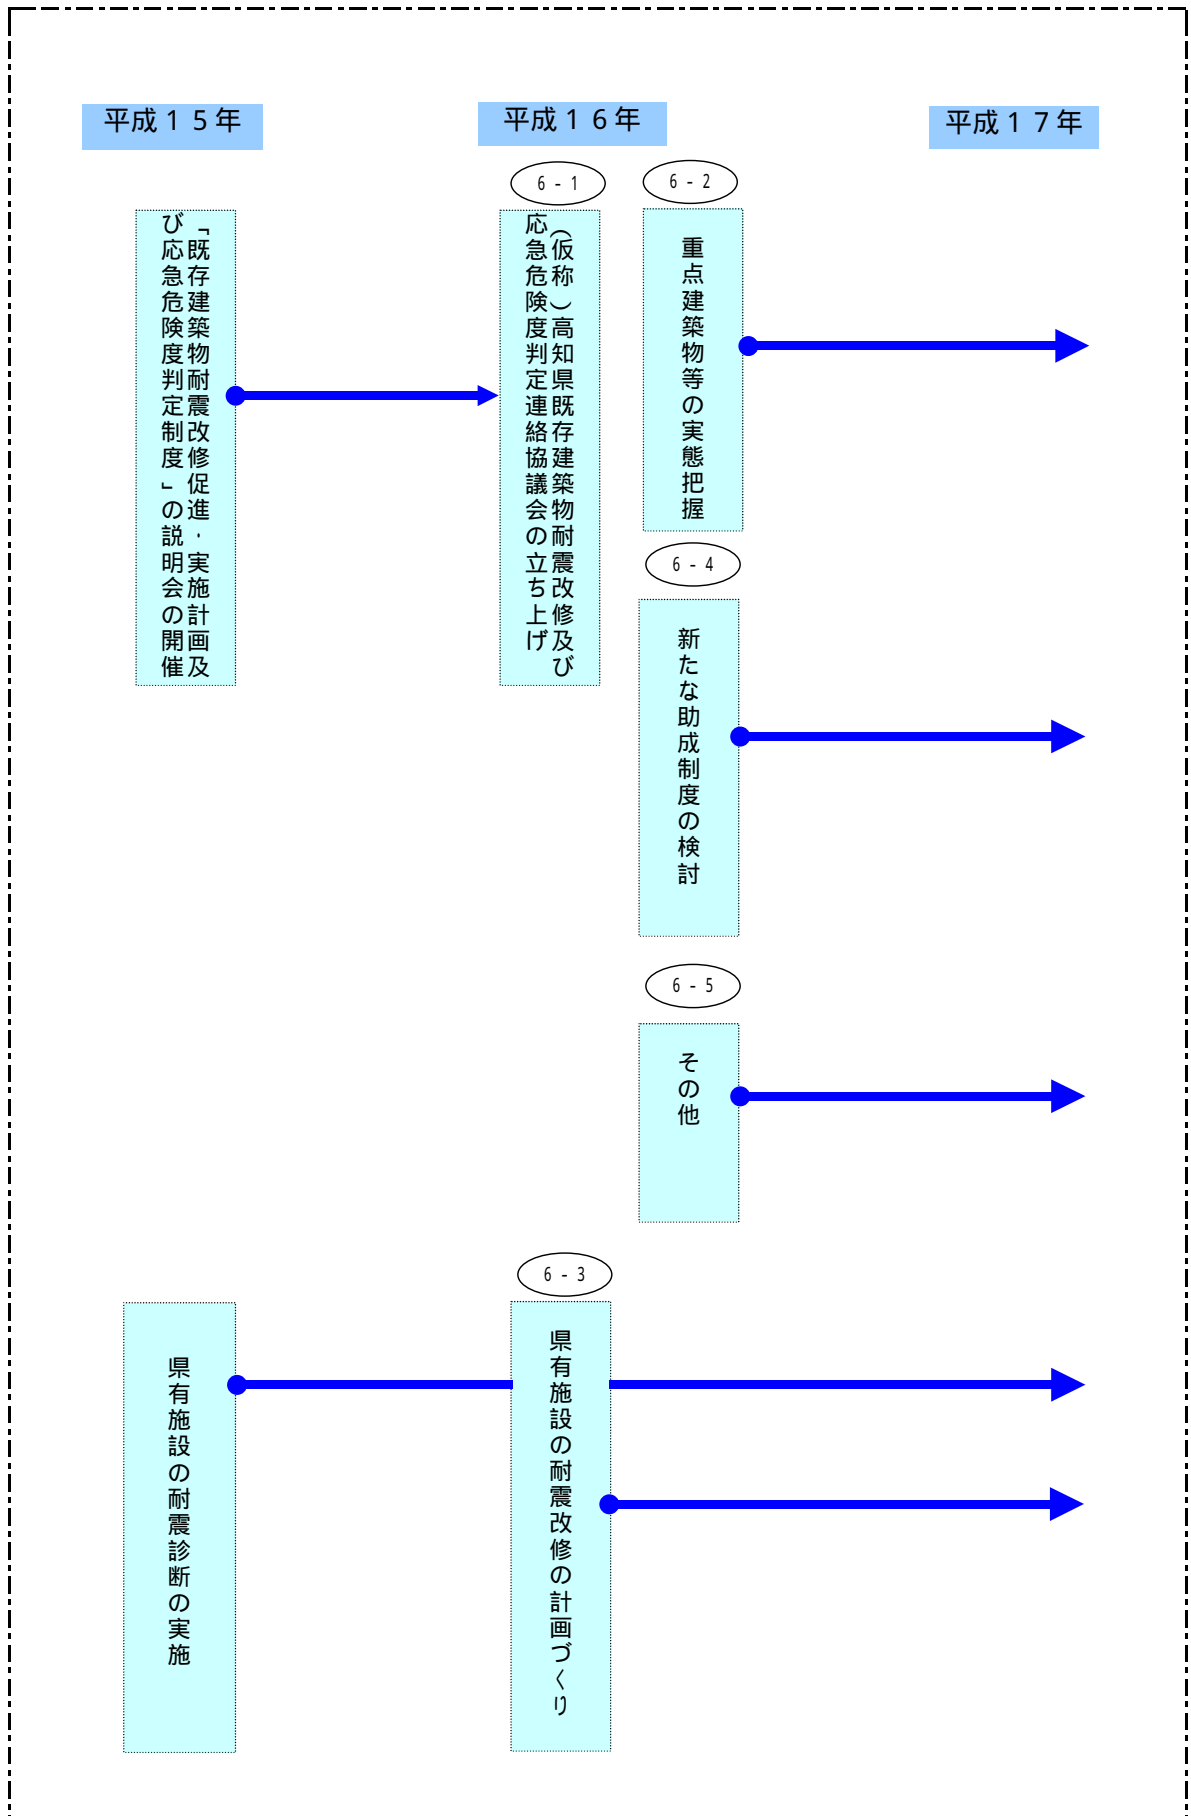 平成１５年
平成１６年
平成１７年
６－１
６－２
「既存建築物耐震改修促進・実施計画及
び応急危険度判定制度」の説明会の開催
（仮称）高知県既存建築物耐震改修及び
応急危険度判定連絡協議会の立ち上げ
重点建築物等の実態把握
６－４
新たな助成制度の検討
６－５
その他
６－３
県有施設の耐震診断の実施
県有施設の耐震改修の計画づくり